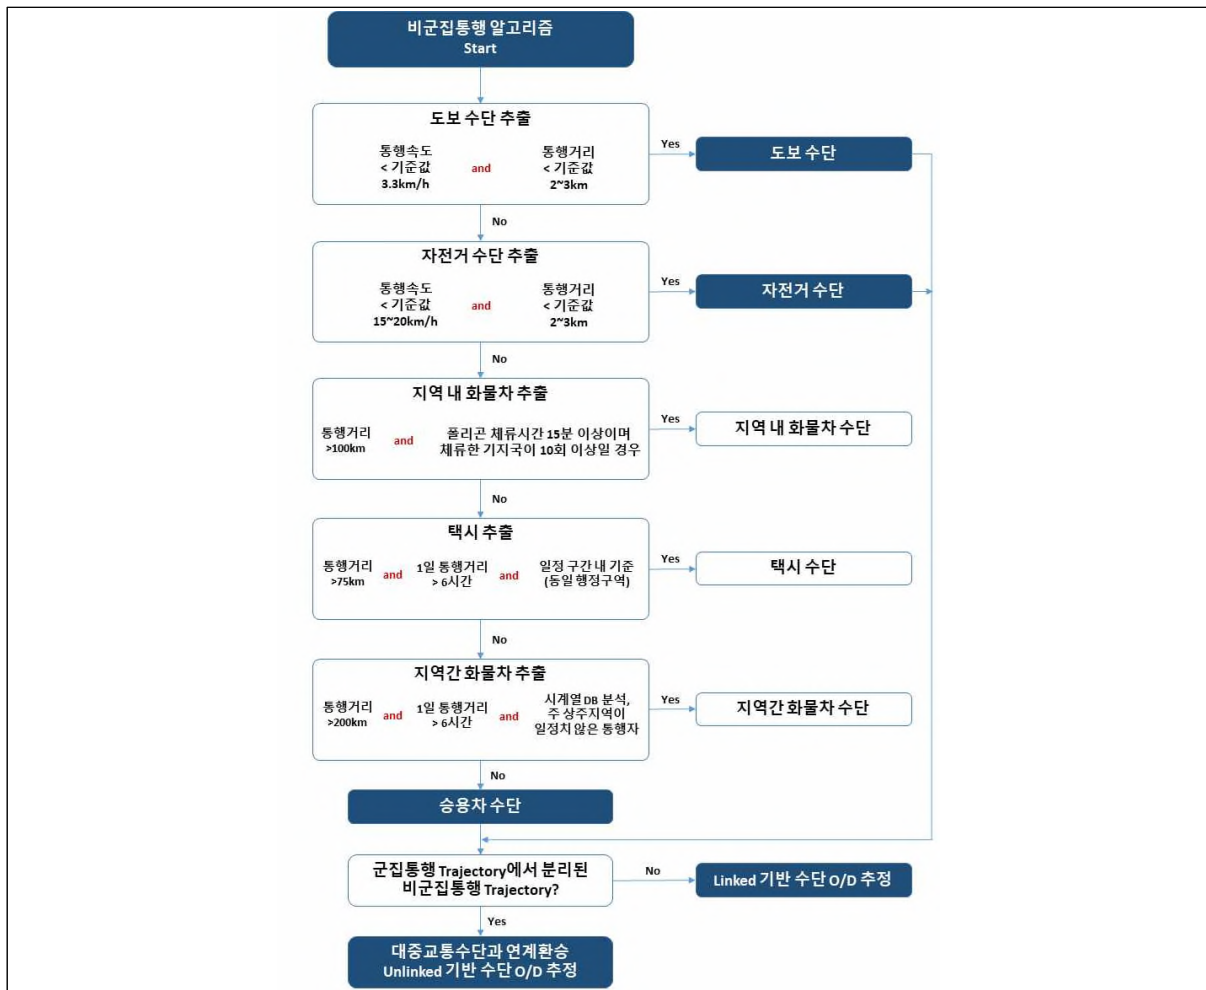 비군집통행 알고리즘
Start
도보 수단 추출
통행속도
< 기준값
3.3km/h
and
통행거리
< 기준값
2~3km
Yes
도보 수단
No
자전거 수단 추출
통행속도
< 기준값
15~20km/h
and
통행거리
< 기준값
2~3km
Yes
자전거 수단
No
지역 내 화물차 추출
통행거리
>100km
and
폴리곤 체류시간 15분 이상이며
체류한 기지국이 10회 이상일 경우
Yes
지역 내 화물차 수단
No
택시 추출
통행거리
>75km
and
1일 통행거리
> 6시간
and
일정 구간 내 기준
(동일 행정구역)
Yes
택시 수단
No
지역간 화물차 추출
통행거리
>200km
and
1일 통행거리
> 6시간
and
시계열 DB 분석,
주 상주지역이
일정치 않은 통행자
Yes
지역간 화물차 수단
No
승용차 수단
군집통행 Trajectory에서 분리된
비군집통행 Trajectory?
No
Linked 기반 수단 O/D 추정
Yes
대중교통수단과 연계환승
Unlinked 기반 수단 O/D 추정